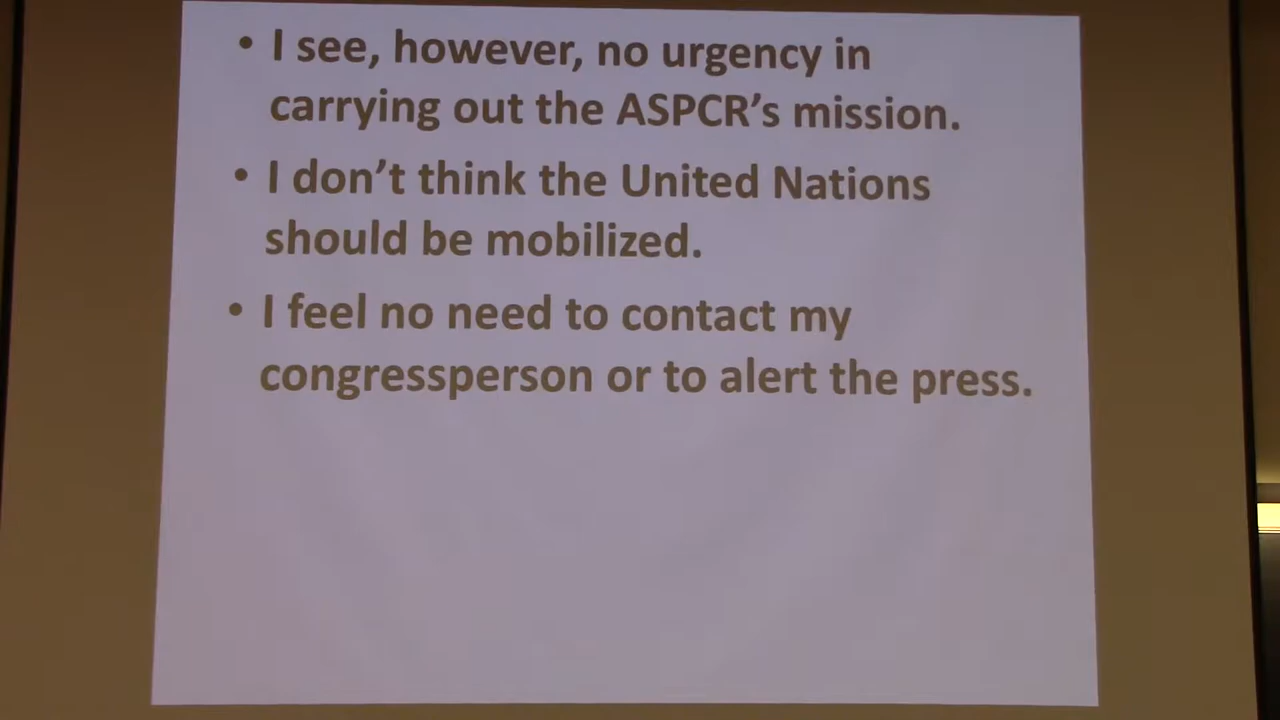 • I see, however, no urgency in
carrying out the ASPCR’s mission.
• I don’t think the United Nations
should be mobilized.
• I feel no need to contact my
congressperson or to alert the press.